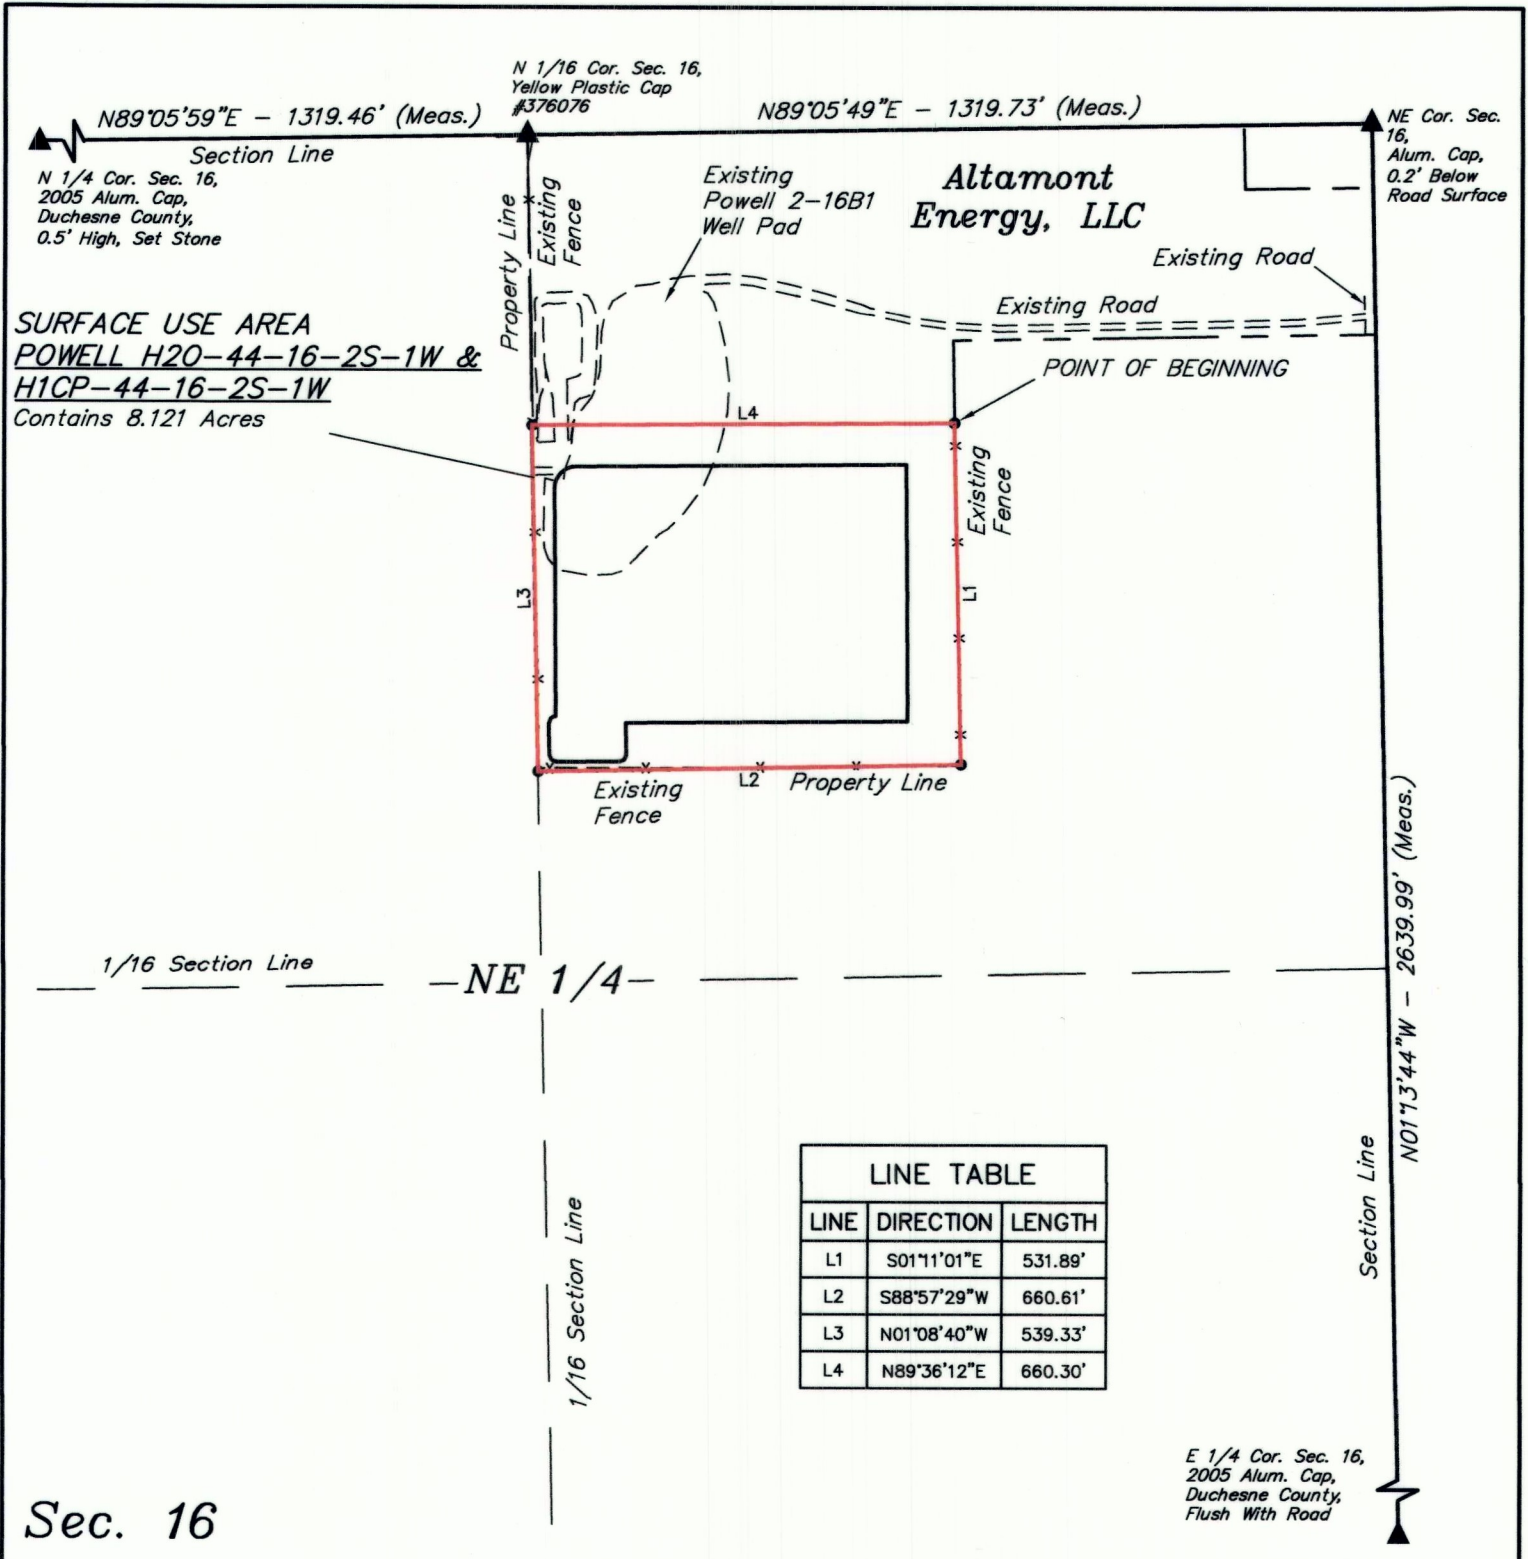 N 1/16 Cor. Sec. 16,
Yellow Plastic Cap
#376076
N89°05'59"E - 1319.46' (Meas.)
N89°05'49"E - 1319.73' (Meas.)
Section Line
N 1/4 Cor. Sec. 16,
2005 Alum. Cap,
Duchesne County,
0.5' High, Set Stone
NE Cor. Sec.
16,
Alum. Cap,
0.2' Below
Road Surface
Property Line
Existing
Fence
Existing
Powell 2-16B1
Well Pad
Altamont
Energy, LLC
Existing Road
Existing Road
SURFACE USE AREA
POWELL H2O-44-16-2S-1W &
H1CP-44-16-2S-1W
Contains 8.121 Acres
POINT OF BEGINNING
L4
Existing
Fence
L3
L1
L2
Property Line
Existing
Fence
1/16 Section Line
NE 1/4
N01°13'44"W - 2639.99' (Meas.)
Section Line
1/16 Section Line
LINE TABLE
LINE DIRECTION LENGTH
L1 S01°11'01"E 531.89'
L2 S88°57'29"W 660.61'
L3 N01°08'40"W 539.33'
L4 N89°36'12"E 660.30'
E 1/4 Cor. Sec. 16,
2005 Alum. Cap,
Duchesne County,
Flush With Road
Sec. 16